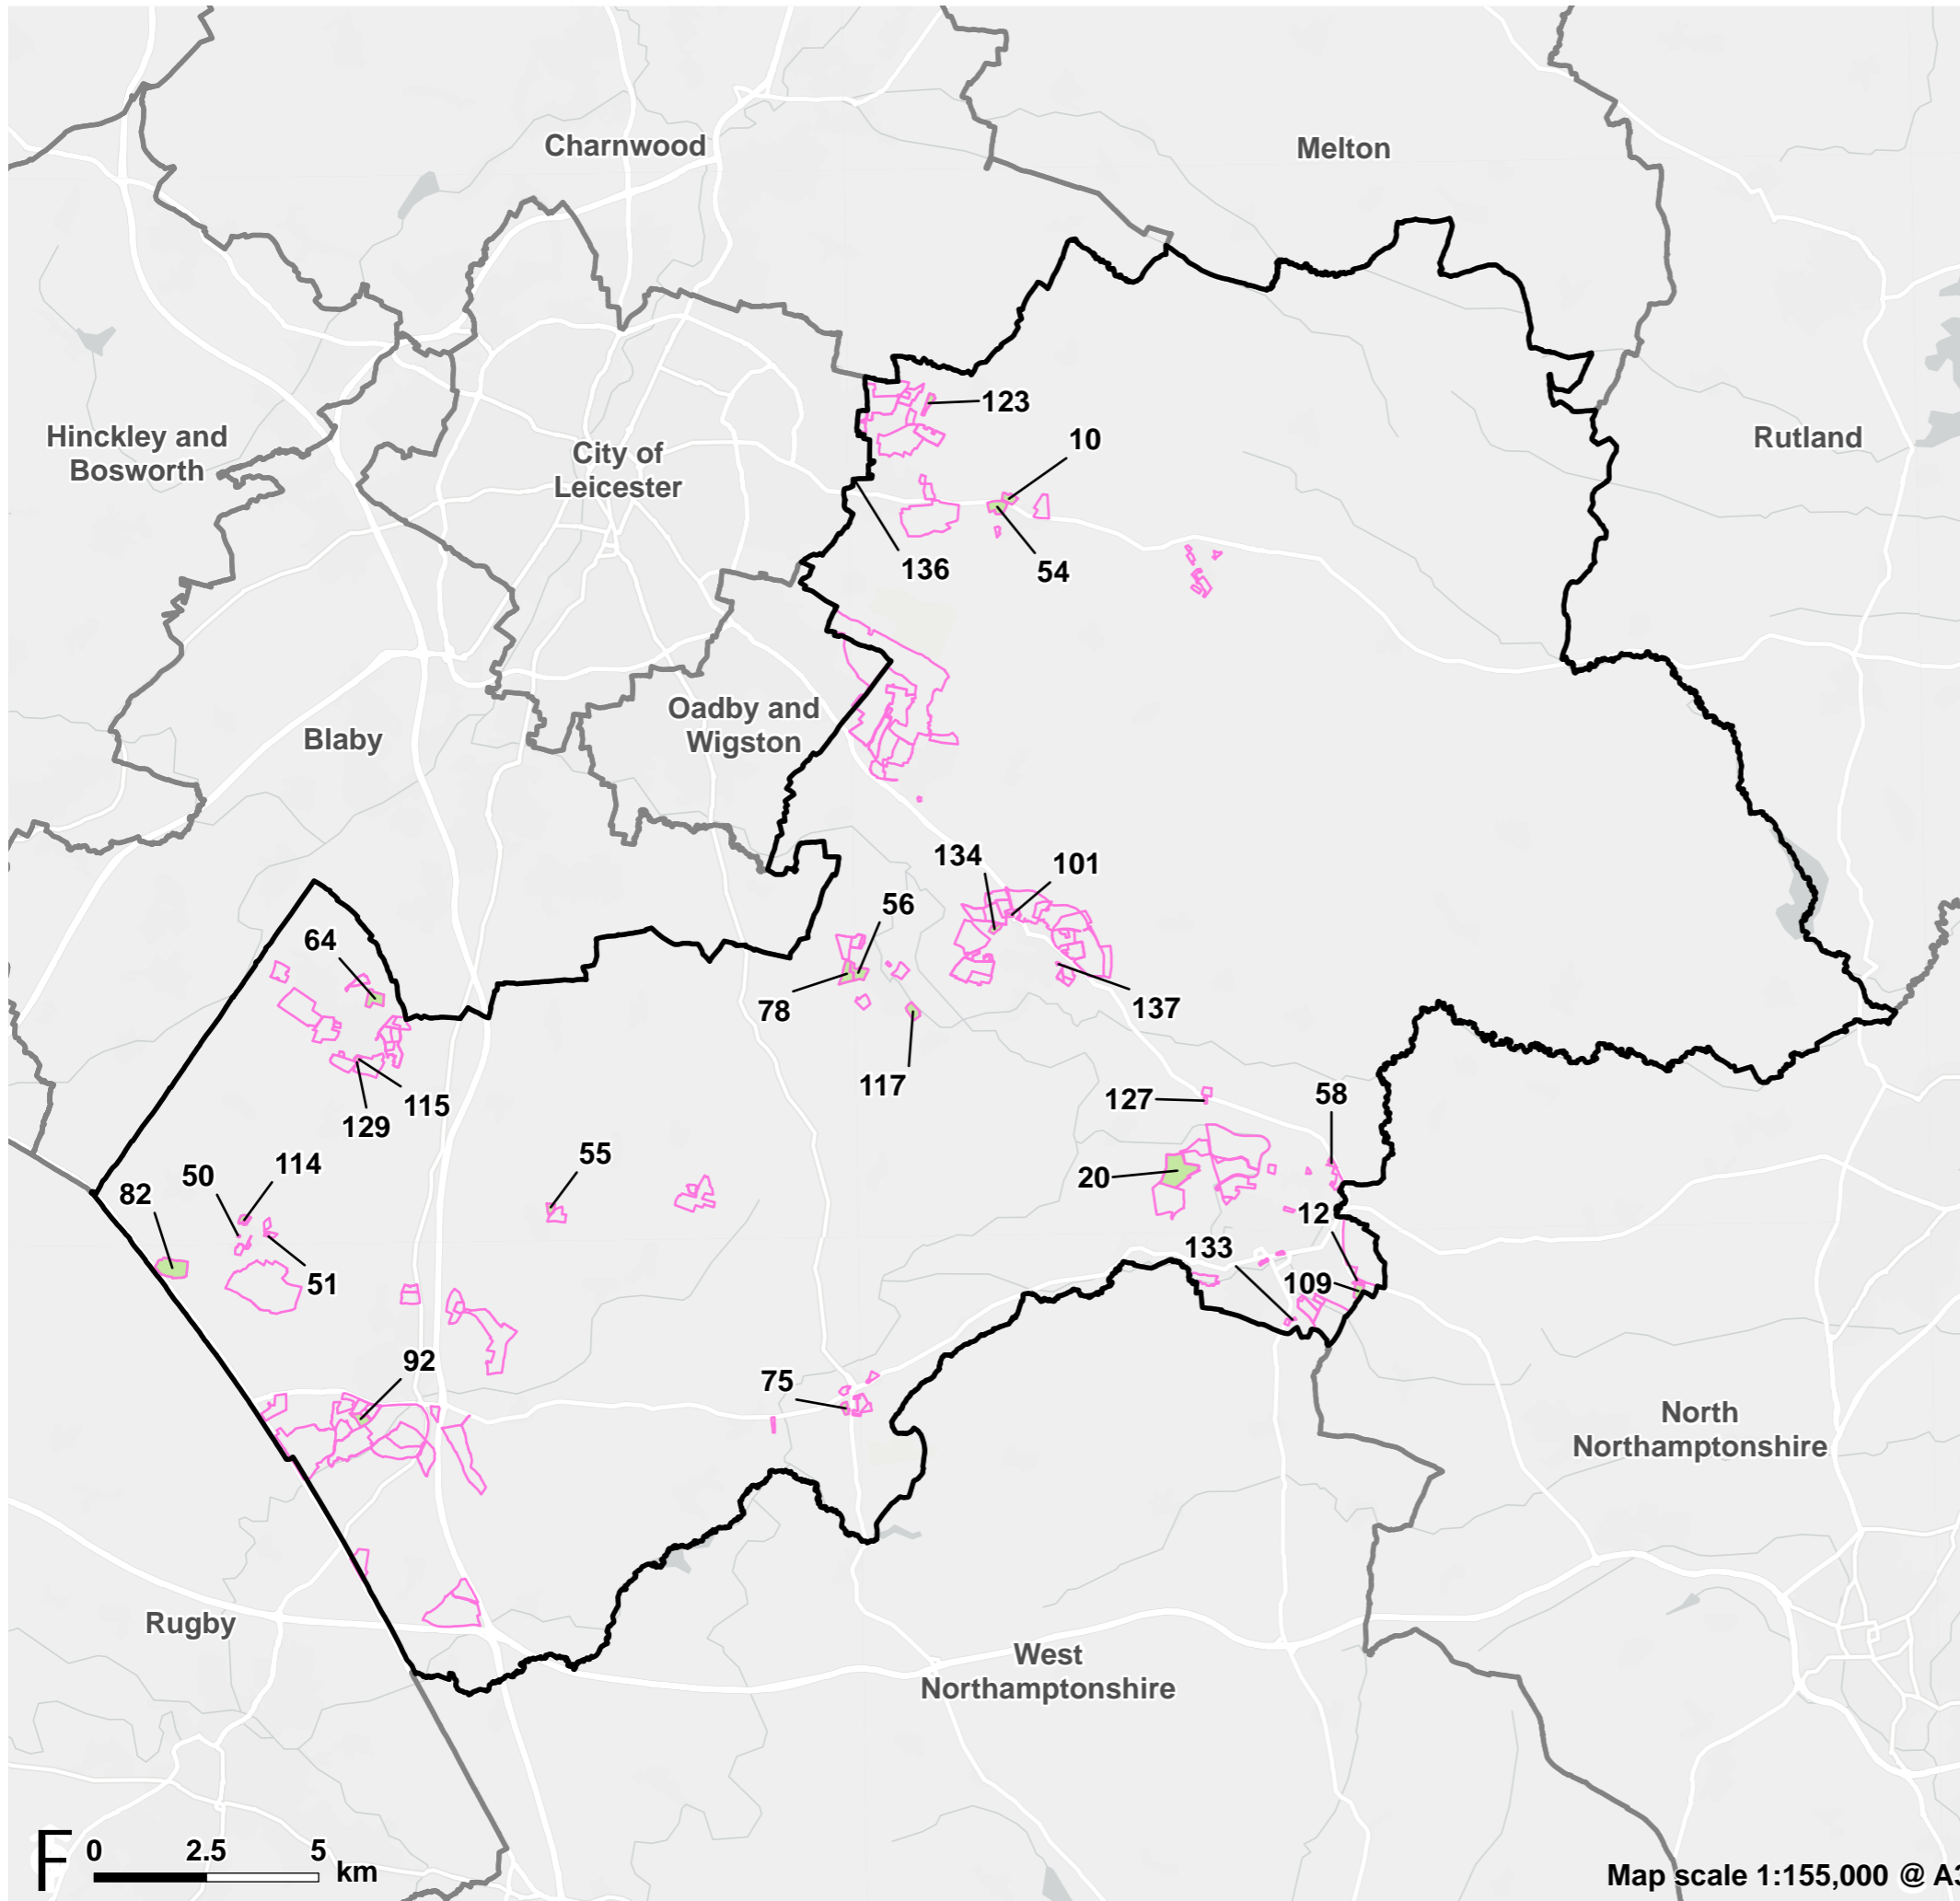 Charnwood
Melton
123
Hinckley and
Bosworth
City of
Leicester
10
Rutland
136
54
Oadby and
Wigston
Blaby
134
101
56
64
78
137
117
58
127
115
129
55
114
50
20
82
12
133
51
109
92
75
North
Northamptonshire
Rugby
West
Northamptonshire
F
0
2.5
5
km
Map scale 1:155,000 @ A3